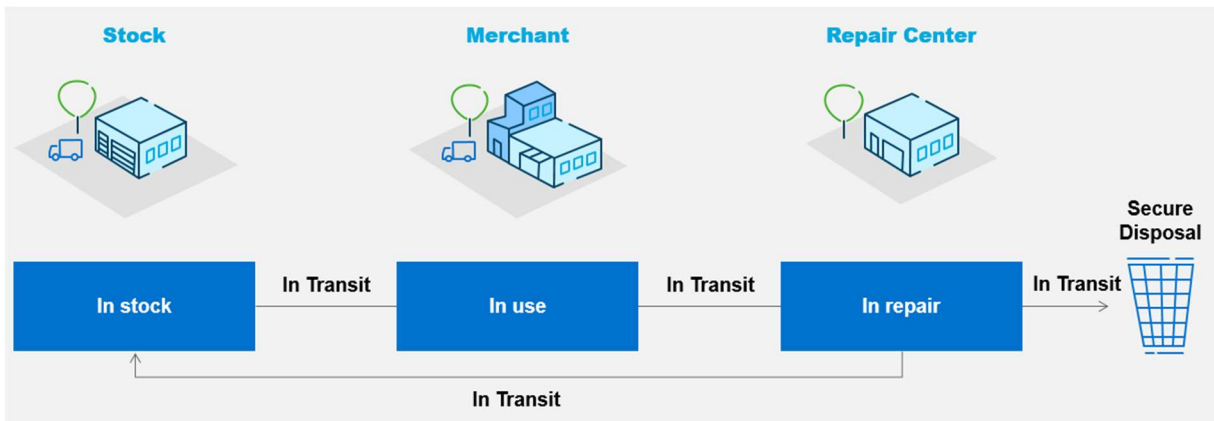 Stock
Merchant
Repair Center
Secure
Disposal
In stock
In Transit
In use
In Transit
In repair
In Transit
In Transit